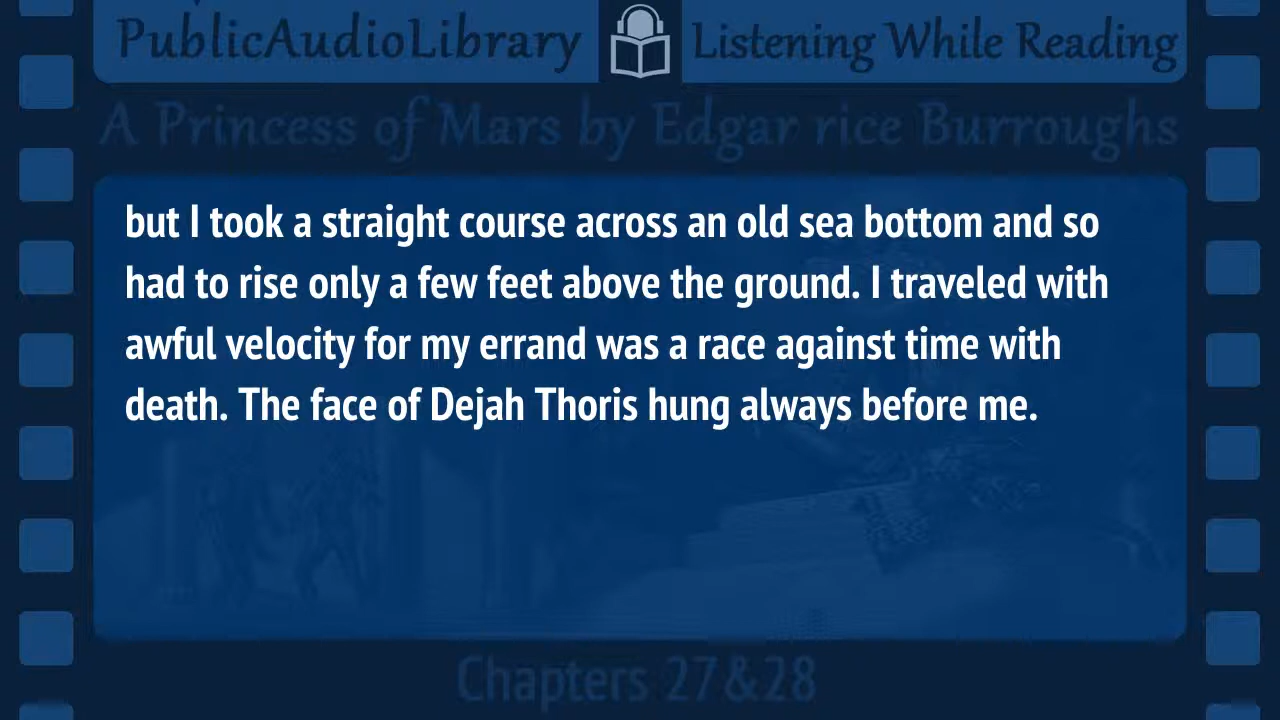 PublicAudioLibrary Listening While Reading
A Princess of Mars by Edgar rice Burroughs
but I took a straight course across an old sea bottom and so
had to rise only a few feet above the ground. I traveled with
awful velocity for my errand was a race against time with
death. The face of Dejah Thoris hung always before me.
Chapters 27&28